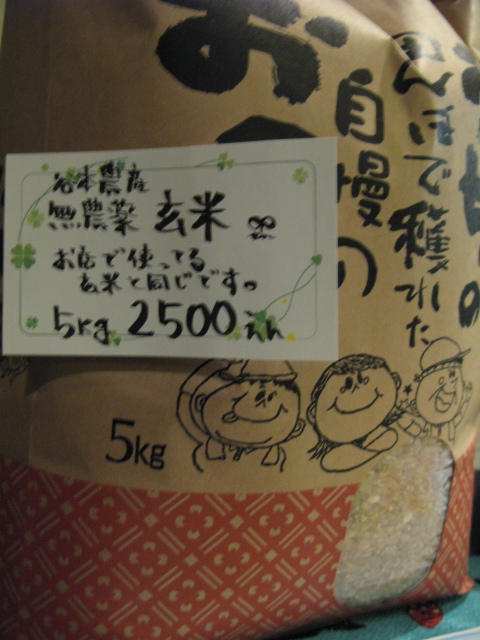 んぼで穫れた
自慢の
お
谷本農産
無農薬 玄米
お店で使ってる
玄米と同じです。
5kg 2500えん
5kg